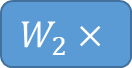 W₂ ×